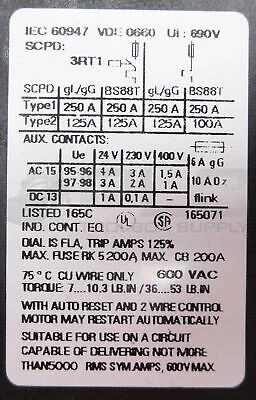 IEC 60947 VDE 0660 Ui: 690V
SCPD:
3RT1
SCPD gL/gG BS88T gL/gG BS88T
Type1 250 A 250 A 250 A 250 A
Type2 125A 125A 125A 100A
AUX. CONTACTS:
Ue 24 V 230 V 400 V 6 A gG
AC 15 95-96 4 A 3 A 1,5 A 10 A
97-98 3 A 2 A 1 A
DC 13 1 A 0,1 A – flink
LISTED 165C UL 165071
IND. CONT. EQ.
DIAL IS FLA, TRIP AMPS 125%
MAX. FUSE RK 5 200A, MAX. CB 200A
75 °C CU WIRE ONLY 600 VAC
TORQUE: 7...10.3 LB.IN / 36...53 LB.IN
WITH AUTO RESET AND 2 WIRE CONTROL
MOTOR MAY RESTART AUTOMATICALLY
SUITABLE FOR USE ON A CIRCUIT
CAPABLE OF DELIVERING NOT MORE
THAN 5000 RMS SYM. AMPS, 600V MAX.